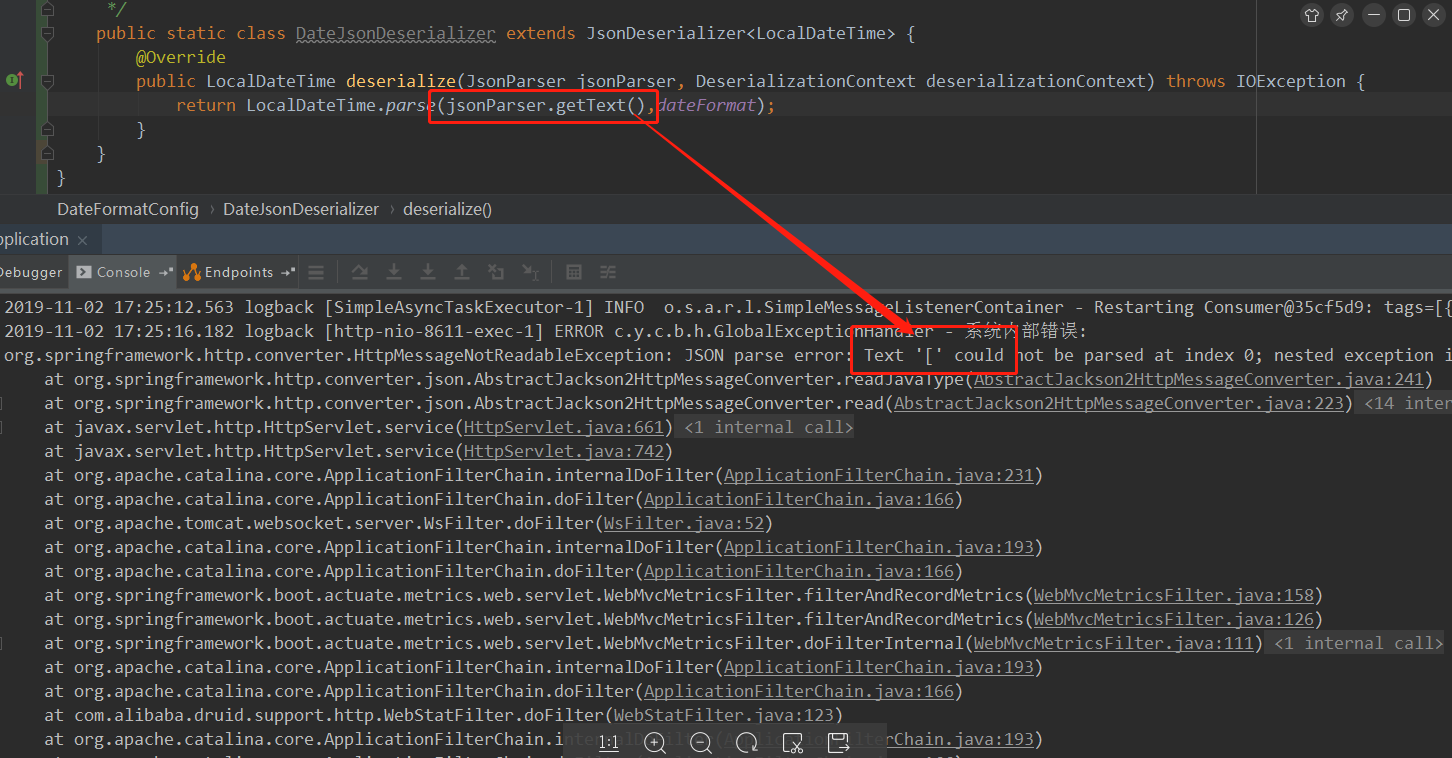 */
public static class DateJsonDeserializer extends JsonDeserializer<LocalDateTime> {
@Override
public LocalDateTime deserialize(JsonParser jsonParser, DeserializationContext deserializationContext) throws IOException {
return LocalDateTime.parse(jsonParser.getText(),dateFormat);
}
}
}
DateFormatConfig › DateJsonDeserializer › deserialize()
pplication ×
Debugger Console Endpoints
2019-11-02 17:25:12.563 logback [SimpleAsyncTaskExecutor-1] INFO o.s.a.r.l.SimpleMessageListenerContainer - Restarting Consumer@35cf5d9: tags=[{
2019-11-02 17:25:16.182 logback [http-nio-8611-exec-1] ERROR c.y.c.b.h.GlobalExceptionHandler - 系统内部错误:
org.springframework.http.converter.HttpMessageNotReadableException: JSON parse error: Text '[' could not be parsed at index 0; nested exception i
at org.springframework.http.converter.json.AbstractJackson2HttpMessageConverter.readJavaType(AbstractJackson2HttpMessageConverter.java:241)
at org.springframework.http.converter.json.AbstractJackson2HttpMessageConverter.read(AbstractJackson2HttpMessageConverter.java:223) <14 inter
at javax.servlet.http.HttpServlet.service(HttpServlet.java:661) <1 internal call>
at javax.servlet.http.HttpServlet.service(HttpServlet.java:742)
at org.apache.catalina.core.ApplicationFilterChain.internalDoFilter(ApplicationFilterChain.java:231)
at org.apache.catalina.core.ApplicationFilterChain.doFilter(ApplicationFilterChain.java:166)
at org.apache.tomcat.websocket.server.WsFilter.doFilter(WsFilter.java:52)
at org.apache.catalina.core.ApplicationFilterChain.internalDoFilter(ApplicationFilterChain.java:193)
at org.apache.catalina.core.ApplicationFilterChain.doFilter(ApplicationFilterChain.java:166)
at org.springframework.boot.actuate.metrics.web.servlet.WebMvcMetricsFilter.filterAndRecordMetrics(WebMvcMetricsFilter.java:158)
at org.springframework.boot.actuate.metrics.web.servlet.WebMvcMetricsFilter.filterAndRecordMetrics(WebMvcMetricsFilter.java:126)
at org.springframework.boot.actuate.metrics.web.servlet.WebMvcMetricsFilter.doFilterInternal(WebMvcMetricsFilter.java:111) <1 internal call>
at org.apache.catalina.core.ApplicationFilterChain.internalDoFilter(ApplicationFilterChain.java:193)
at org.apache.catalina.core.ApplicationFilterChain.doFilter(ApplicationFilterChain.java:166)
at com.alibaba.druid.support.http.WebStatFilter.doFilter(WebStatFilter.java:123)
at org.apache.catalina.core.ApplicationFilterChain.in erChain.java:193)
1:1